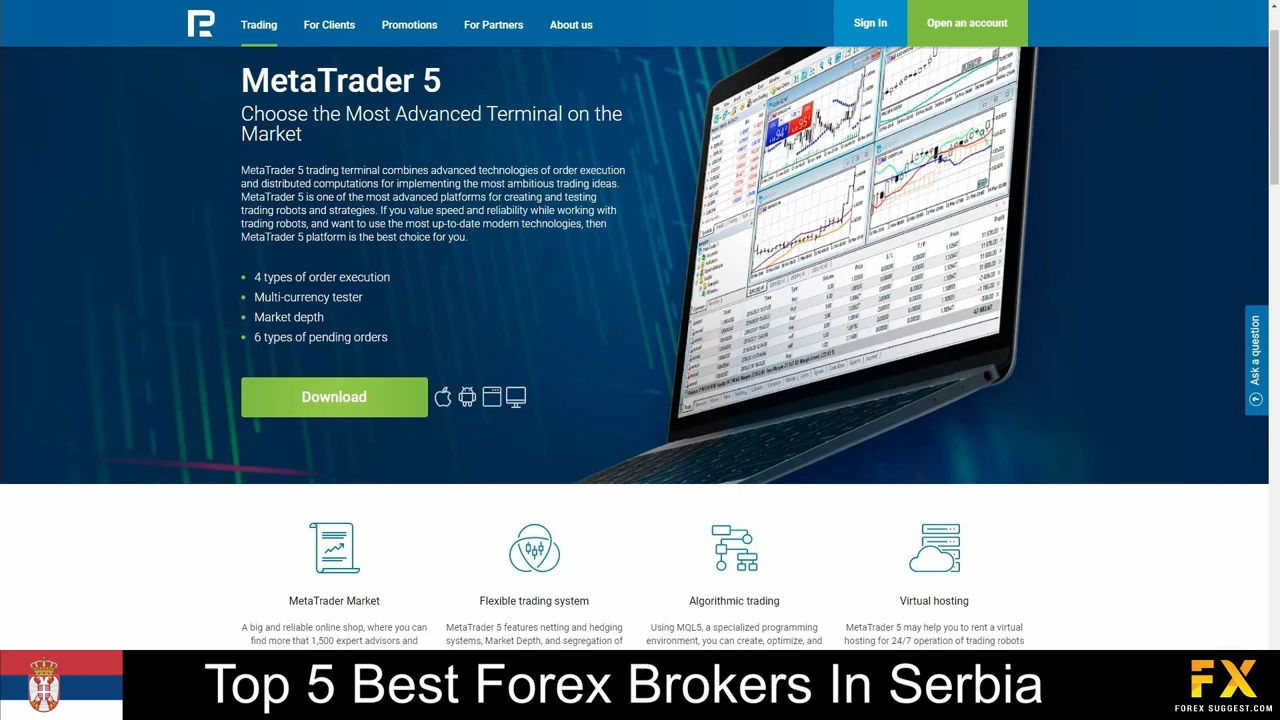 Trading
For Clients
Promotions
For Partners
About us
Sign In
Open an account
MetaTrader 5
Choose the Most Advanced Terminal on the
Market
MetaTrader 5 trading terminal combines advanced technologies of order execution
and distributed computations for implementing the most ambitious trading ideas.
MetaTrader 5 is one of the most advanced platforms for creating and testing
trading robots and strategies. If you value speed and reliability while working with
trading robots, and want to use the most up-to-date modern technologies, then
MetaTrader 5 platform is the best choice for you.
4 types of order execution
Multi-currency tester
Market depth
6 types of pending orders
Download
Ask a question
MetaTrader Market
A big and reliable online shop, where you can
find more that 1,500 expert advisors and
Flexible trading system
MetaTrader 5 features netting and hedging
systems, Market Depth, and segregation of
Algorithmic trading
Using MQL5, a specialized programming
environment, you can create, optimize, and
Virtual hosting
MetaTrader 5 may help you to rent a virtual
hosting for 24/7 operation of trading robots
Top 5 Best Forex Brokers In Serbia
FX
FOREX SUGGEST.COM